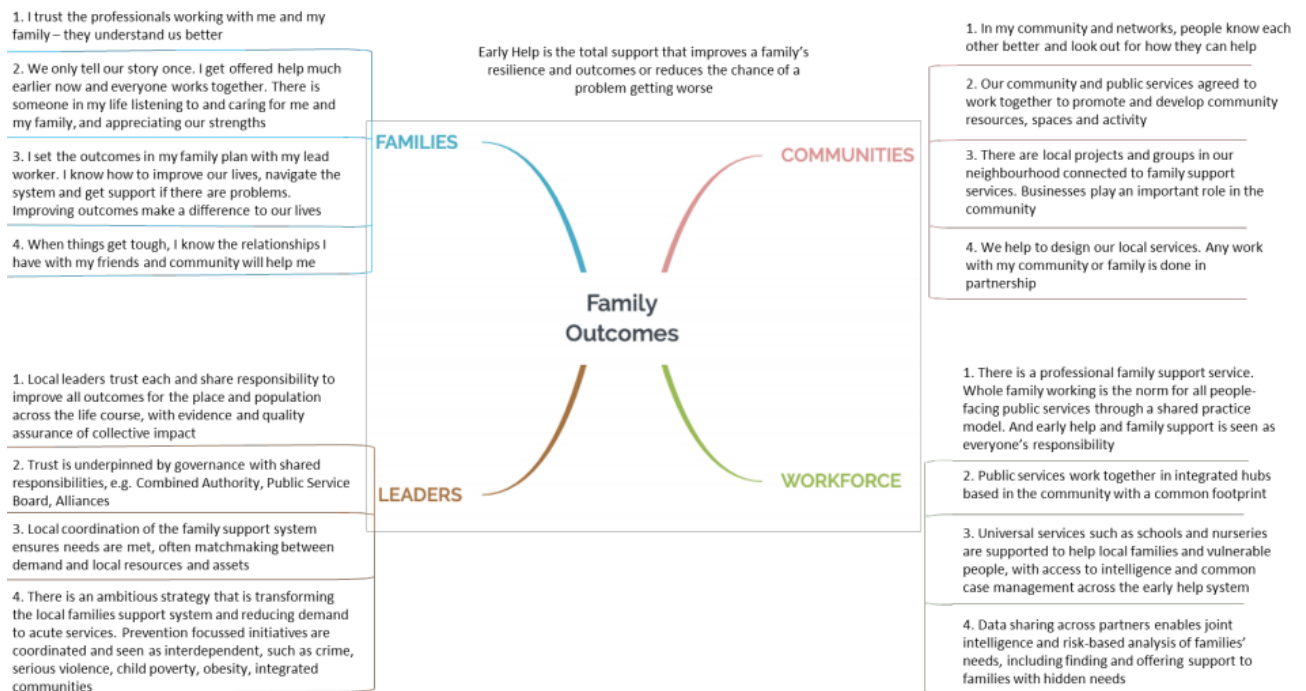 1. I trust the professionals working with me and my
family – they understand us better
2. We only tell our story once. I get offered help much
earlier now and everyone works together. There is
someone in my life listening to and caring for me and
my family, and appreciating our strengths
3. I set the outcomes in my family plan with my lead
worker. I know how to improve our lives, navigate the
system and get support if there are problems.
Improving outcomes make a difference to our lives
4. When things get tough, I know the relationships I
have with my friends and community will help me
Early Help is the total support that improves a family's
resilience and outcomes or reduces the chance of a
problem getting worse
1. In my community and networks, people know each
other better and look out for how they can help
2. Our community and public services agreed to
work together to promote and develop community
resources, spaces and activity
3. There are local projects and groups in our
neighbourhood connected to family support
services. Businesses play an important role in the
community
4. We help to design our local services. Any work
with my community or family is done in
partnership
FAMILIES
COMMUNITIES
Family
Outcomes
LEADERS
WORKFORCE
1. Local leaders trust each and share responsibility to
improve all outcomes for the place and population
across the life course, with evidence and quality
assurance of collective impact
2. Trust is underpinned by governance with shared
responsibilities, e.g. Combined Authority, Public Service
Board, Alliances
3. Local coordination of the family support system
ensures needs are met, often matchmaking between
demand and local resources and assets
4. There is an ambitious strategy that is transforming
the local families support system and reducing demand
to acute services. Prevention focussed initiatives are
coordinated and seen as interdependent, such as crime,
serious violence, child poverty, obesity, integrated
communities
1. There is a professional family support service.
Whole family working is the norm for all people-
facing public services through a shared practice
model. And early help and family support is seen as
everyone's responsibility
2. Public services work together in integrated hubs
based in the community with a common footprint
3. Universal services such as schools and nurseries
are supported to help local families and vulnerable
people, with access to intelligence and common
case management across the early help system
4. Data sharing across partners enables joint
intelligence and risk-based analysis of families'
needs, including finding and offering support to
families with hidden needs